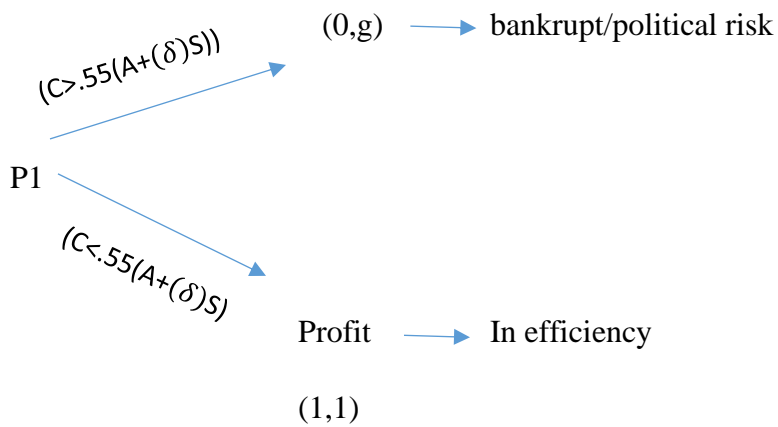 (0,g) bankrupt/political risk
(C>.55(A+(δ)S))
P1
(C<.55(A+(δ)S)
Profit In efficiency
(1,1)